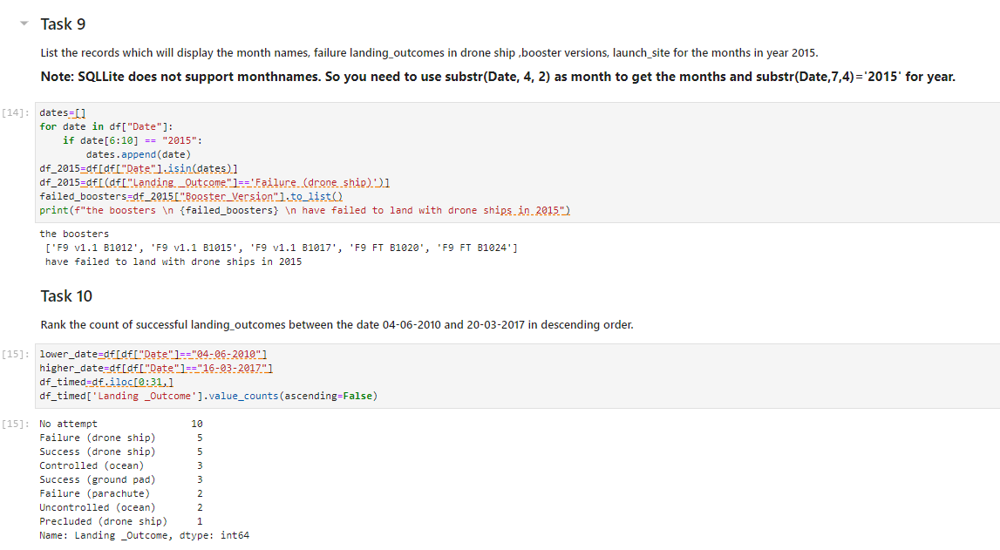 Task 9
List the records which will display the month names, failure landing_outcomes in drone ship ,booster versions, launch_site for the months in year 2015.
Note: SQLLite does not support monthnames. So you need to use substr(Date, 4, 2) as month to get the months and substr(Date,7,4)='2015' for year.
[14]: dates=[]
for date in df["Date"]:
    if date[6:10] == "2015":
        dates.append(date)
df_2015=df[df["Date"].isin(dates)]
df_2015=df[(df["Landing _Outcome"]=='Failure (drone ship)')]
failed_boosters=df_2015["Booster_Version"].to_list()
print(f"the boosters \n {failed_boosters} \n have failed to land with drone ships in 2015")
the boosters
 ['F9 v1.1 B1012', 'F9 v1.1 B1015', 'F9 v1.1 B1017', 'F9 FT B1020', 'F9 FT B1024']
 have failed to land with drone ships in 2015
Task 10
Rank the count of successful landing_outcomes between the date 04-06-2010 and 20-03-2017 in descending order.
[15]: lower_date=df[df["Date"]=="04-06-2010"]
higher_date=df[df["Date"]=="16-03-2017"]
df_timed=df.iloc[0:31,]
df_timed['Landing _Outcome'].value_counts(ascending=False)
[15]: No attempt 10
Failure (drone ship) 5
Success (drone ship) 5
Controlled (ocean) 3
Success (ground pad) 3
Failure (parachute) 2
Uncontrolled (ocean) 2
Precluded (drone ship) 1
Name: Landing _Outcome, dtype: int64